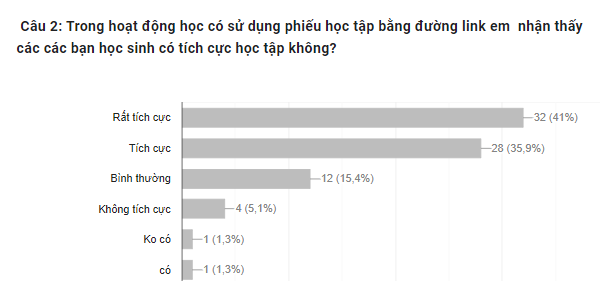 Câu 2: Trong hoạt động học có sử dụng phiếu học tập bằng đường link em nhận thấy
các các bạn học sinh có tích cực học tập không?
Rất tích cực 32 (41%)
Tích cực 28 (35,9%)
Bình thường 12 (15,4%)
Không tích cực 4 (5,1%)
Ko có 1 (1,3%)
có 1 (1,3%)